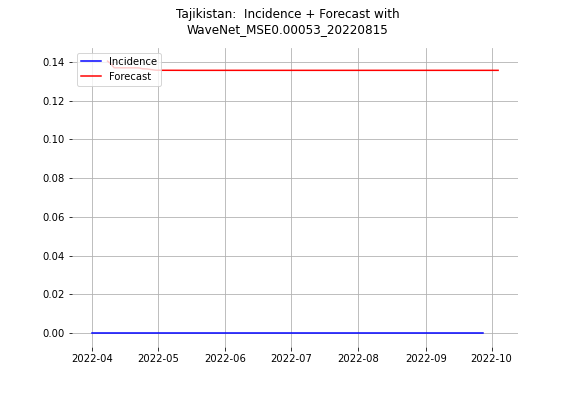 Tajikistan:  Incidence + Forecast with
WaveNet_MSE0.00053_20220815
Incidence
Forecast
0.14
0.12
0.10
0.08
0.06
0.04
0.02
0.00
2022-04 2022-05 2022-06 2022-07 2022-08 2022-09 2022-10